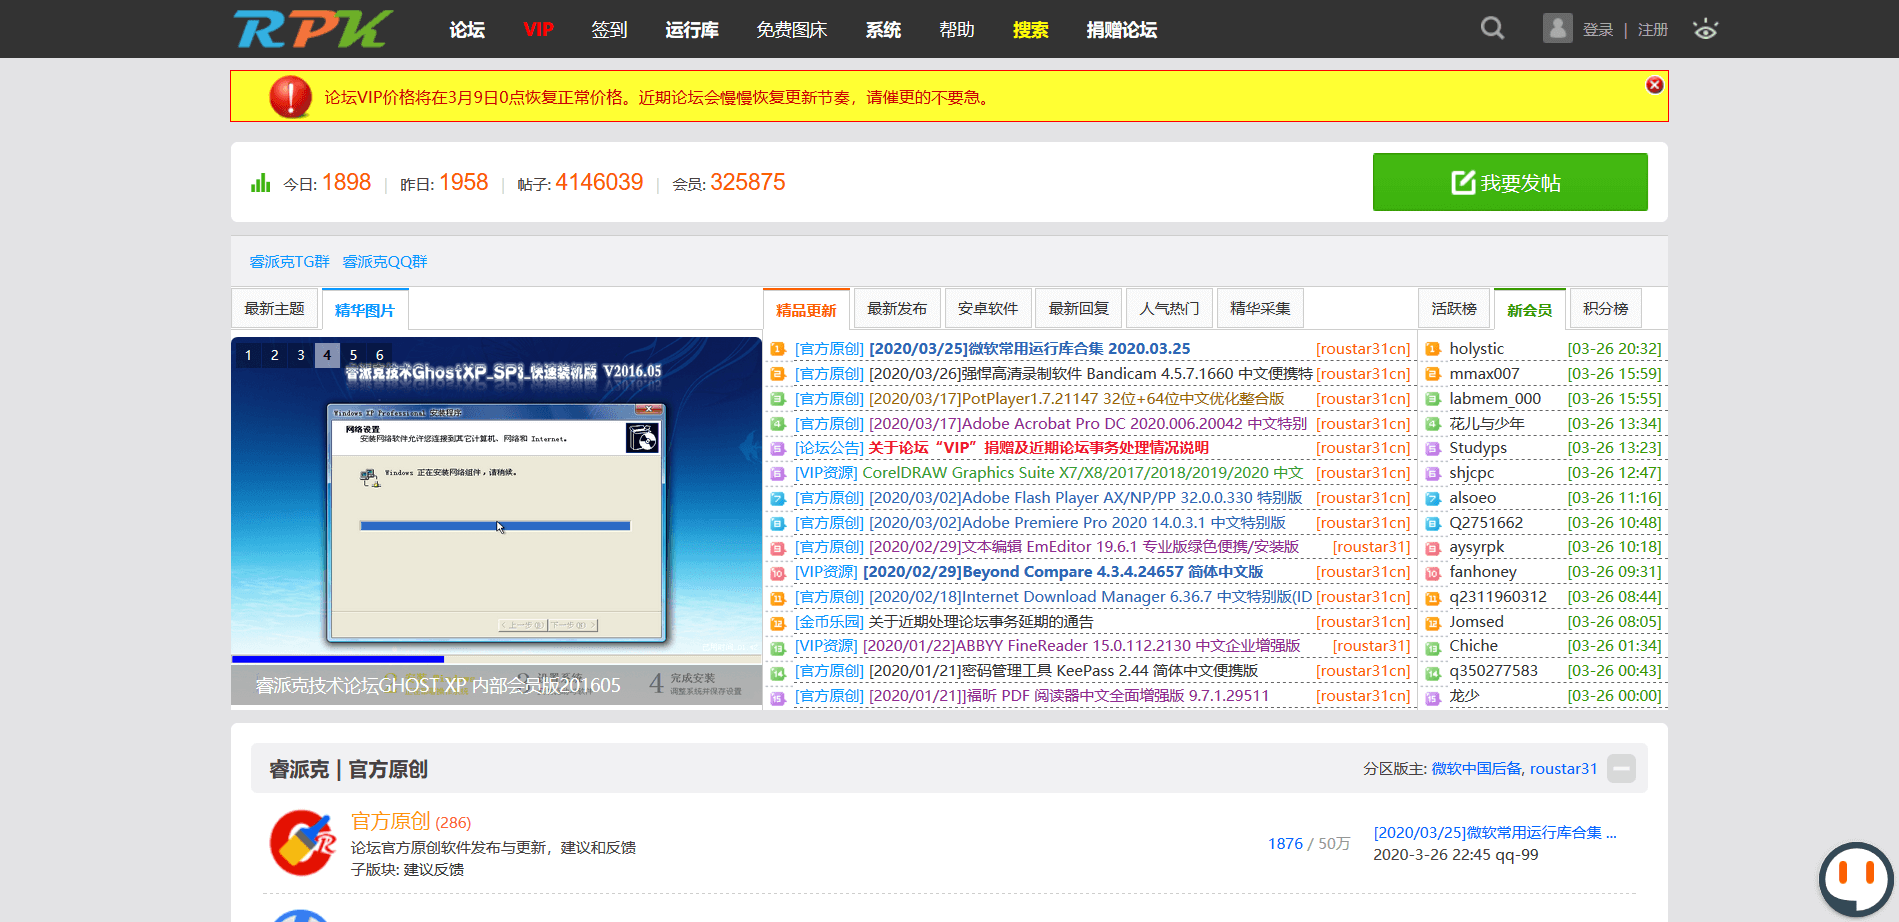 RPK 论坛 VIP 签到 运行库 免费图床 系统 帮助 搜索 捐赠论坛 登录 | 注册
论坛VIP价格将在3月9日0点恢复正常价格。近期论坛会慢慢恢复更新节奏，请催更的不要急。
今日: 1898 | 昨日: 1958 | 帖子: 4146039 | 会员: 325875 我要发帖
睿派克TG群 睿派克QQ群
最新主题 精华图片
1 2 3 4 5 6
睿派克技术GhostXP_SP3_快速装机版 V2016.05
Windows XP Professional 安装程序
网络设置
安装网络软件允许您连接到其它计算机、网络和 Internet。
Windows 正在安装网络组件，请稍候。
< 上一步(B) 下一步(N) >
4 完成安装
调整系统并保存设置
睿派克技术论坛GHOST XP 内部会员版201605
精品更新 最新发布 安卓软件 最新回复 人气热门 精华采集
1 [官方原创] [2020/03/25]微软常用运行库合集 2020.03.25 [roustar31cn]
2 [官方原创] [2020/03/26]强悍高清录制软件 Bandicam 4.5.7.1660 中文便携特 [roustar31cn]
3 [官方原创] [2020/03/17]PotPlayer1.7.21147 32位+64位中文优化整合版 [roustar31cn]
4 [官方原创] [2020/03/17]Adobe Acrobat Pro DC 2020.006.20042 中文特别 [roustar31cn]
5 [论坛公告] 关于论坛“VIP”捐赠及近期论坛事务处理情况说明 [roustar31cn]
6 [VIP资源] CorelDRAW Graphics Suite X7/X8/2017/2018/2019/2020 中文 [roustar31cn]
7 [官方原创] [2020/03/02]Adobe Flash Player AX/NP/PP 32.0.0.330 特别版 [roustar31cn]
8 [官方原创] [2020/03/02]Adobe Premiere Pro 2020 14.0.3.1 中文特别版 [roustar31cn]
9 [官方原创] [2020/02/29]文本编辑 EmEditor 19.6.1 专业版绿色便携/安装版 [roustar31]
10 [VIP资源] [2020/02/29]Beyond Compare 4.3.4.24657 简体中文版 [roustar31cn]
11 [官方原创] [2020/02/18]Internet Download Manager 6.36.7 中文特别版(ID [roustar31cn]
12 [金币乐园] 关于近期处理论坛事务延期的通告 [roustar31cn]
13 [VIP资源] [2020/01/22]ABBYY FineReader 15.0.112.2130 中文企业增强版 [roustar31]
14 [官方原创] [2020/01/21]密码管理工具 KeePass 2.44 简体中文便携版 [roustar31cn]
15 [官方原创] [2020/01/21]]福昕 PDF 阅读器中文全面增强版 9.7.1.29511 [roustar31cn]
活跃榜 新会员 积分榜
1 holystic [03-26 20:32]
2 mmax007 [03-26 15:59]
3 labmem_000 [03-26 15:55]
4 花儿与少年 [03-26 13:34]
5 Studyps [03-26 13:23]
6 shjcpc [03-26 12:47]
7 alsoeo [03-26 11:16]
8 Q2751662 [03-26 10:48]
9 aysyrpk [03-26 10:18]
10 fanhoney [03-26 09:31]
11 q2311960312 [03-26 08:44]
12 Jomsed [03-26 08:05]
13 Chiche [03-26 01:34]
14 q350277583 [03-26 00:43]
15 龙少 [03-26 00:00]
睿派克 | 官方原创 分区版主: 微软中国后备, roustar31
官方原创 (286)
论坛官方原创软件发布与更新，建议和反馈
子版块: 建议反馈
1876 / 50万
[2020/03/25]微软常用运行库合集 ...
2020-3-26 22:45 qq-99